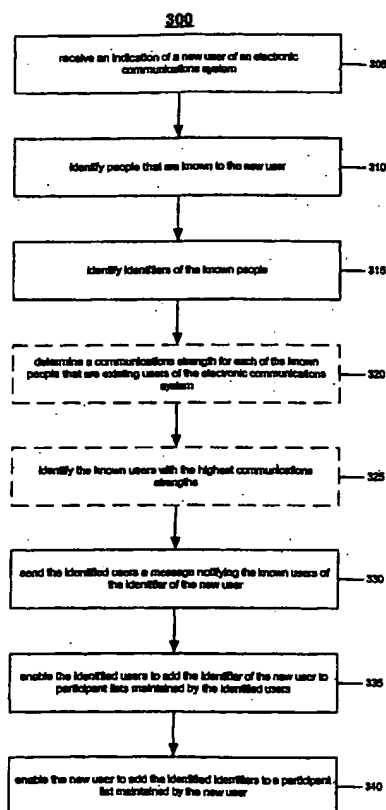 300
receive an indication of a new user of an electronic
communications system
305
identify people that are known to the new user
310
identify identifiers of the known people
315
determine a communications strength for each of the known
people that are existing users of the electronic communications
system
320
identify the known users with the highest communications
strengths
325
send the identified users a message notifying the known users of
the identifier of the new user
330
enable the identified users to add the identifier of the new user to
participant lists maintained by the identified users
335
enable the new user to add the identified identifiers to a participant
list maintained by the new user
340